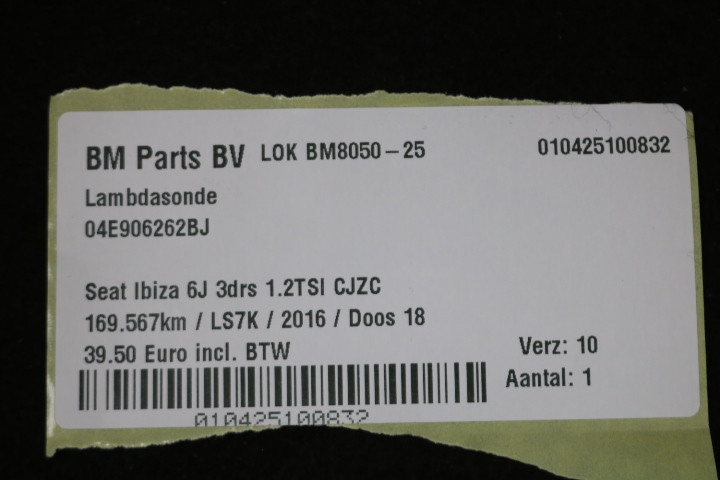 BM Parts BV LOK BM8050-25 010425100832
Lambdasonde
04E906262BJ
Seat Ibiza 6J 3drs 1.2TSI CJZC
169.567km / LS7K / 2016 / Doos 18
39.50 Euro incl. BTW Verz: 10
Aantal: 1
010425100832